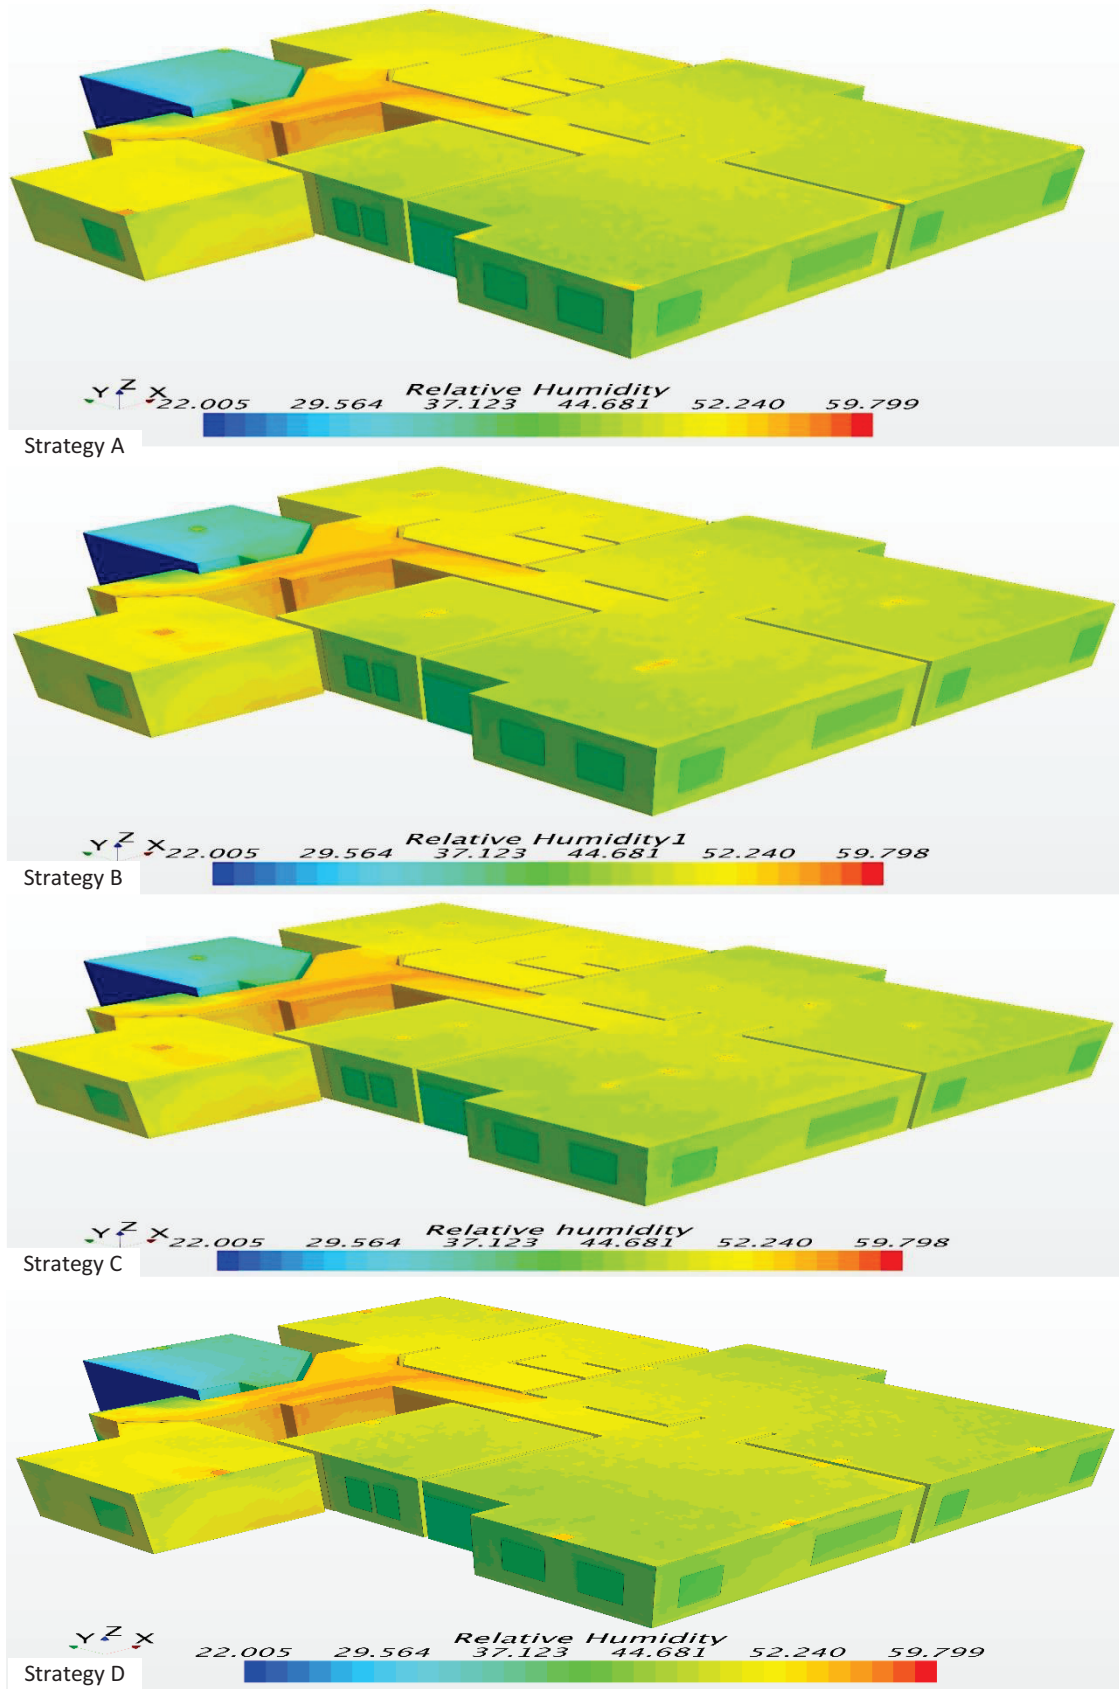 Relative Humidity
Y Z X 22.005 29.564 37.123 44.681 52.240 59.799
Strategy A
Relative Humidity1
Y Z X 22.005 29.564 37.123 44.681 52.240 59.798
Strategy B
Relative humidity
Y Z X 22.005 29.564 37.123 44.681 52.240 59.798
Strategy C
Relative Humidity
Y Z X 22.005 29.564 37.123 44.681 52.240 59.799
Strategy D